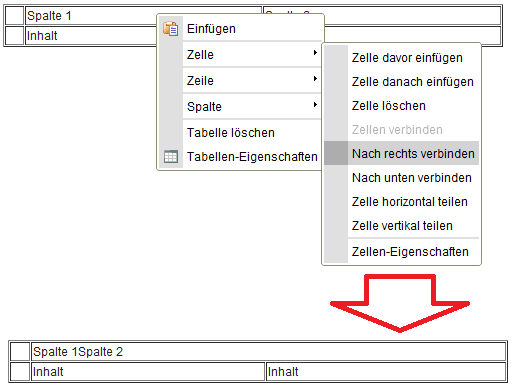 Spalte 1
Inhalt
Einfügen
Zelle
Zeile
Spalte
Tabelle löschen
Tabellen-Eigenschaften
Zelle davor einfügen
Zelle danach einfügen
Zelle löschen
Zellen verbinden
Nach rechts verbinden
Nach unten verbinden
Zelle horizontal teilen
Zelle vertikal teilen
Zellen-Eigenschaften
Spalte 1Spalte 2
Inhalt Inhalt